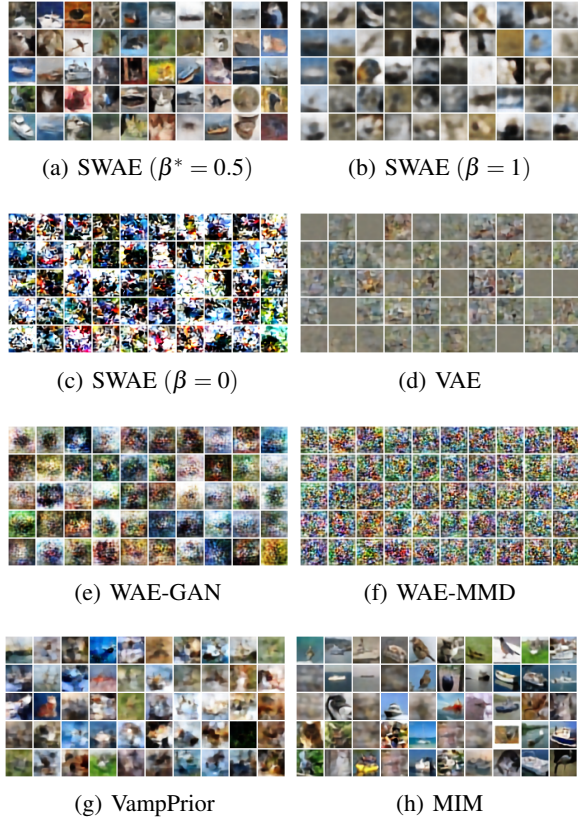 (a) SWAE (β* = 0.5)
(b) SWAE (β = 1)
(c) SWAE (β = 0)
(d) VAE
(e) WAE-GAN
(f) WAE-MMD
(g) VampPrior
(h) MIM